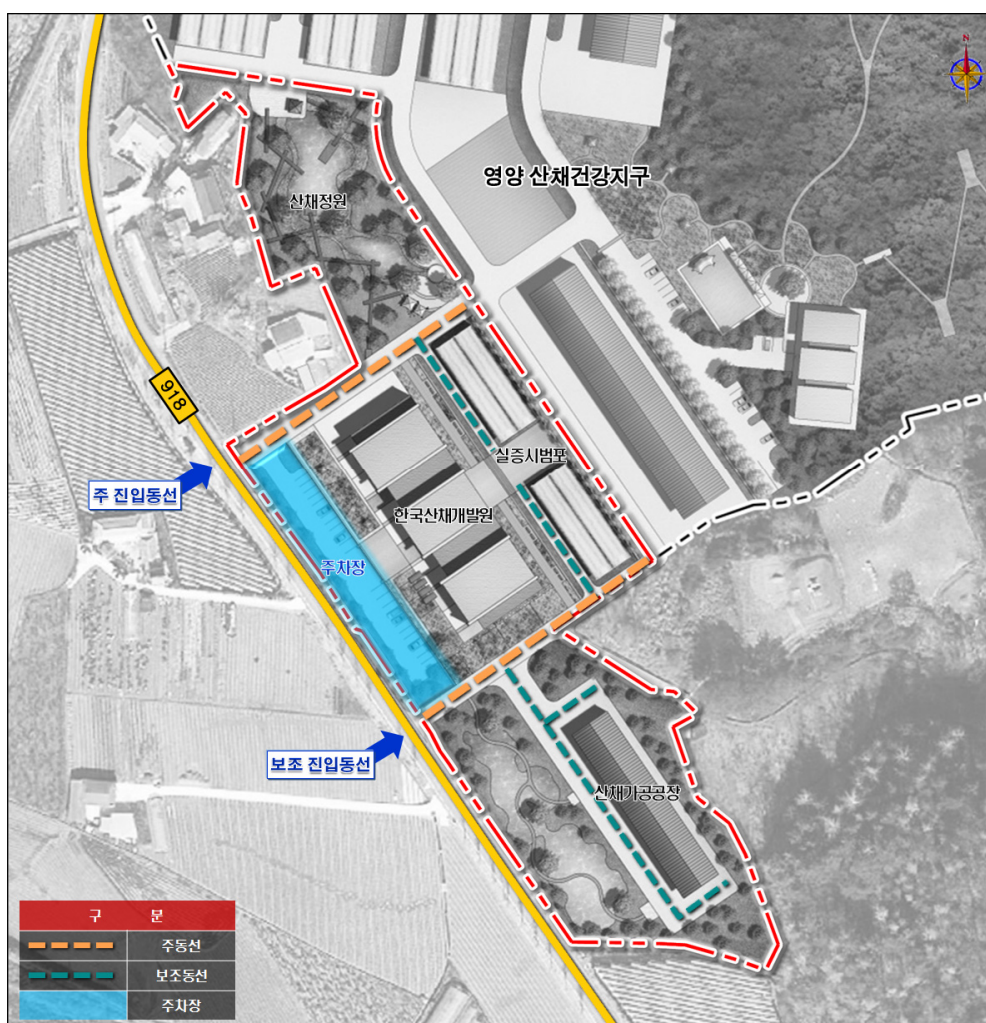 N
영양 산채건강지구
산채정원
918
실증시범포
주 진입동선
한국산채개발원
주차장
보조 진입동선
산채가공공장
구 분
주동선
보조동선
주차장